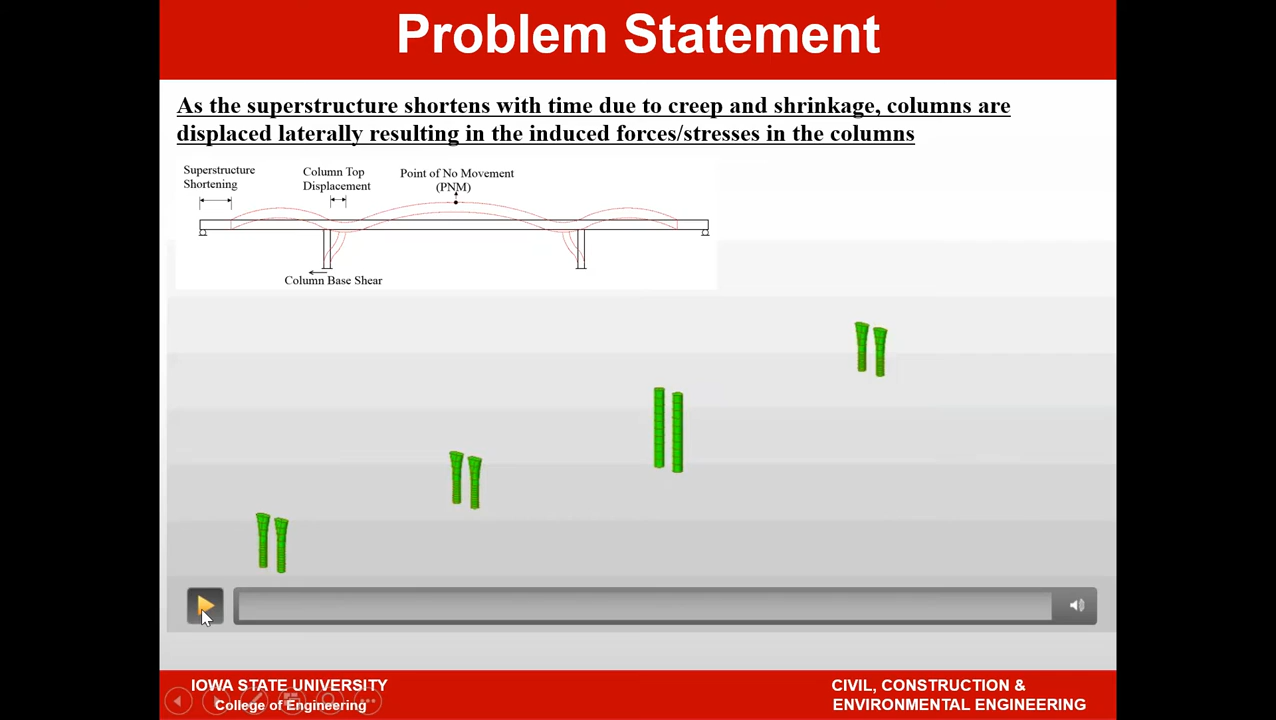 Problem Statement
As the superstructure shortens with time due to creep and shrinkage, columns are
displaced laterally resulting in the induced forces/stresses in the columns
Superstructure
Shortening
Column Top
Displacement
Point of No Movement
(PNM)
Column Base Shear
IOWA STATE UNIVERSITY
College of Engineering
CIVIL, CONSTRUCTION &
ENVIRONMENTAL ENGINEERING